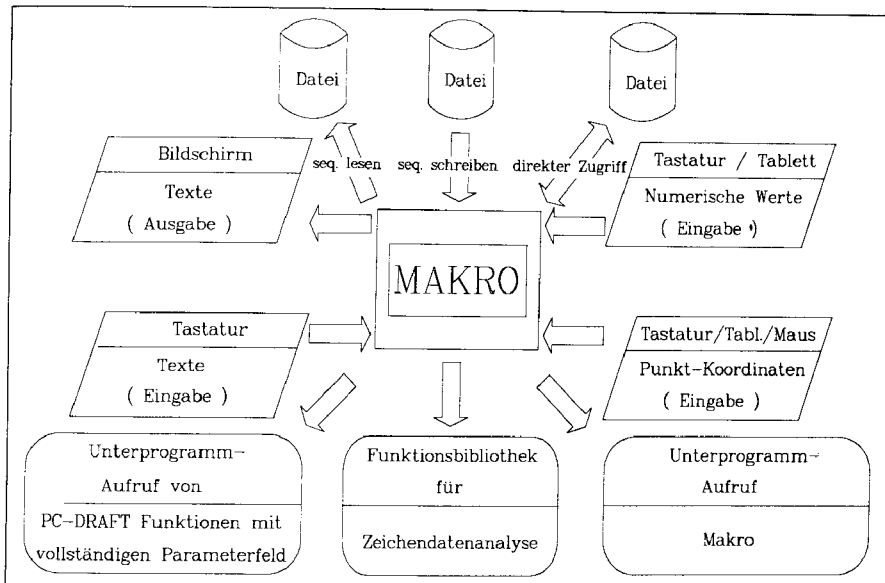 Datei
Datei
Datei
seq. lesen
seq. schreiben
direkter Zugriff
Bildschirm
Texte
( Ausgabe )
Tastatur / Tablett
Numerische Werte
( Eingabe )
MAKRO
Tastatur
Texte
( Eingabe )
Tastatur/Tabl./Maus
Punkt-Koordinaten
( Eingabe )
Unterprogramm-
Aufruf von
PC-DRAFT Funktionen mit
vollständigen Parameterfeld
Funktionsbibliothek
für
Zeichendatenanalyse
Unterprogramm-
Aufruf
Makro